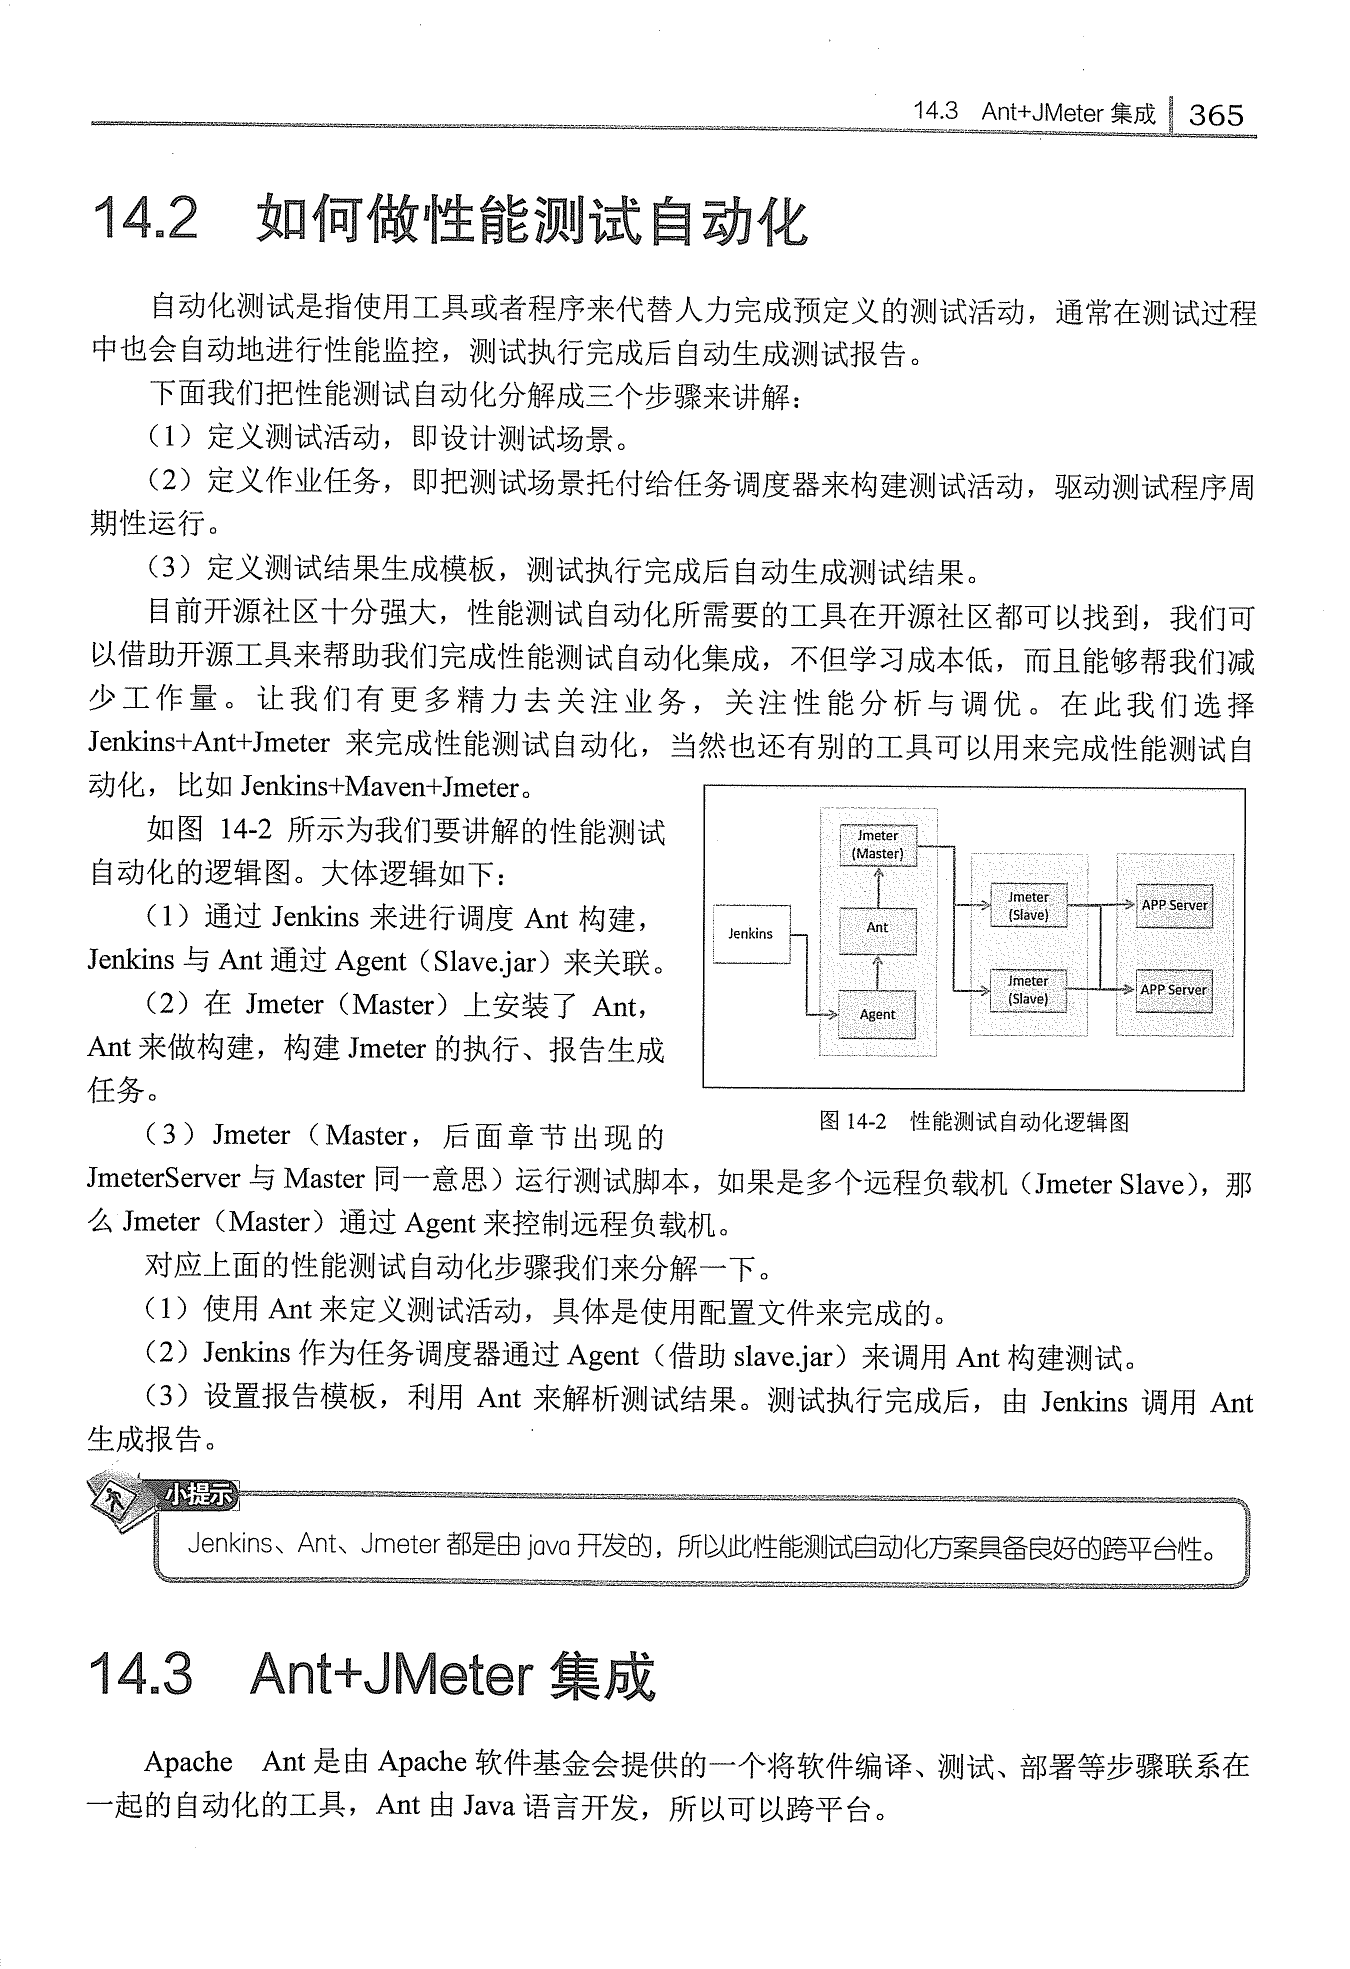 14.3 Ant+JMeter 集成 365
14.2 如何做性能测试自动化
自动化测试是指使用工具或者程序来代替人力完成预定义的测试活动，通常在测试过程
中也会自动地进行性能监控，测试执行完成后自动生成测试报告。
下面我们把性能测试自动化分解成三个步骤来讲解：
（1）定义测试活动，即设计测试场景。
（2）定义作业任务，即把测试场景托付给任务调度器来构建测试活动，驱动测试程序周
期性运行。
（3）定义测试结果生成模板，测试执行完成后自动生成测试结果。
目前开源社区十分强大，性能测试自动化所需要的工具在开源社区都可以找到，我们可
以借助开源工具来帮助我们完成性能测试自动化集成，不但学习成本低，而且能够帮我们减
少工作量。让我们有更多精力去关注业务，关注性能分析与调优。在此我们选择
Jenkins+Ant+Jmeter 来完成性能测试自动化，当然也还有别的工具可以用来完成性能测试自
动化，比如 Jenkins+Maven+Jmeter。
如图 14-2 所示为我们要讲解的性能测试
自动化的逻辑图。大体逻辑如下：
（1）通过 Jenkins 来进行调度 Ant 构建，
Jenkins 与 Ant 通过 Agent（Slave.jar）来关联。
（2）在 Jmeter（Master）上安装了 Ant，
Ant 来做构建，构建 Jmeter 的执行、报告生成
任务。
Jenkins
Jmeter
(Master)
Ant
Agent
Jmeter
(Slave)
Jmeter
(Slave)
APP Server
APP Server
图 14-2 性能测试自动化逻辑图
（3）Jmeter（Master，后面章节出现的
JmeterServer 与 Master 同一意思）运行测试脚本，如果是多个远程负载机（Jmeter Slave），那
么 Jmeter（Master）通过 Agent 来控制远程负载机。
对应上面的性能测试自动化步骤我们来分解一下。
（1）使用 Ant 来定义测试活动，具体是使用配置文件来完成的。
（2）Jenkins 作为任务调度器通过 Agent（借助 slave.jar）来调用 Ant 构建测试。
（3）设置报告模板，利用 Ant 来解析测试结果。测试执行完成后，由 Jenkins 调用 Ant
生成报告。
小提示
Jenkins、Ant、Jmeter 都是由 java 开发的，所以此性能测试自动化方案具备良好的跨平台性。
14.3 Ant+JMeter 集成
Apache Ant 是由 Apache 软件基金会提供的一个将软件编译、测试、部署等步骤联系在
一起的自动化的工具，Ant 由 Java 语言开发，所以可以跨平台。